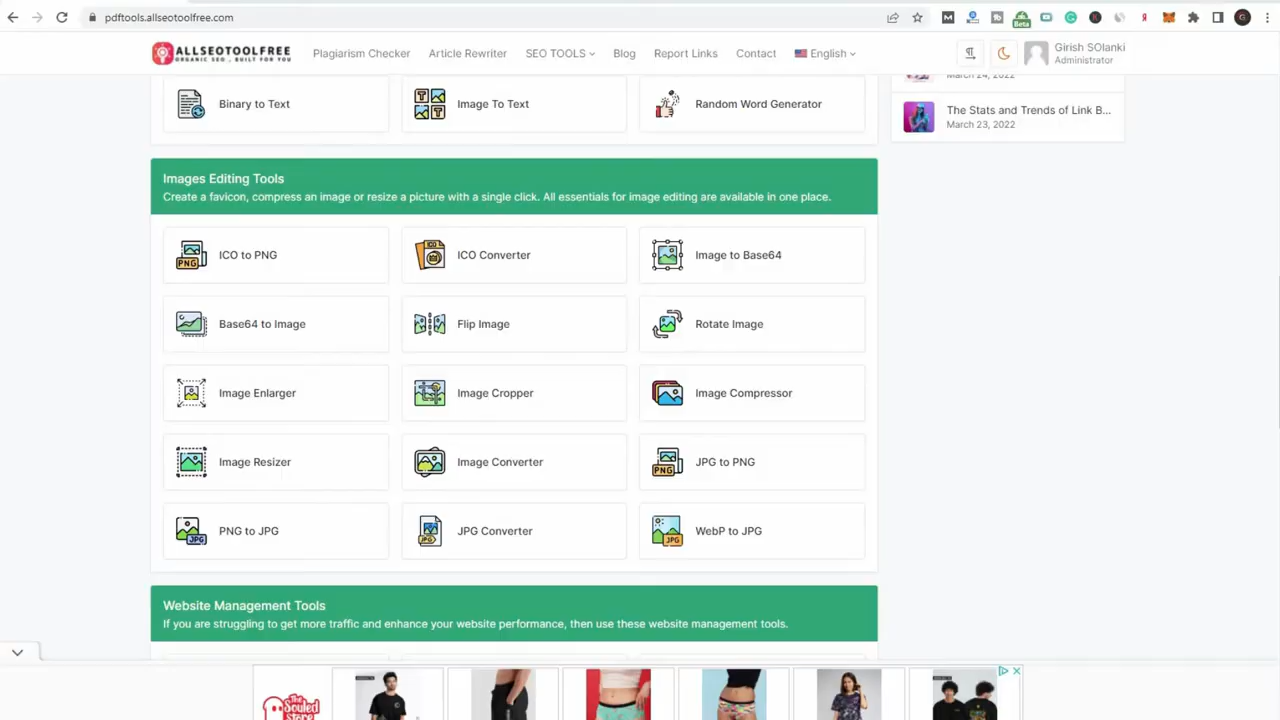 pdftools.allseotoolfree.com
Beta
ALLSEOTOOLFREE
ORGANIC SEO , BUILT FOR YOU
Plagiarism Checker
Article Rewriter
SEO TOOLS
Blog
Report Links
Contact
English
Girish SOlanki
Administrator
Binary to Text
Image To Text
Random Word Generator
March 24, 2022
The Stats and Trends of Link B...
March 23, 2022
Images Editing Tools
Create a favicon, compress an image or resize a picture with a single click. All essentials for image editing are available in one place.
ICO to PNG
ICO Converter
Image to Base64
Base64 to Image
Flip Image
Rotate Image
Image Enlarger
Image Cropper
Image Compressor
Image Resizer
Image Converter
JPG to PNG
PNG to JPG
JPG Converter
WebP to JPG
Website Management Tools
If you are struggling to get more traffic and enhance your website performance, then use these website management tools.
The Souled Store